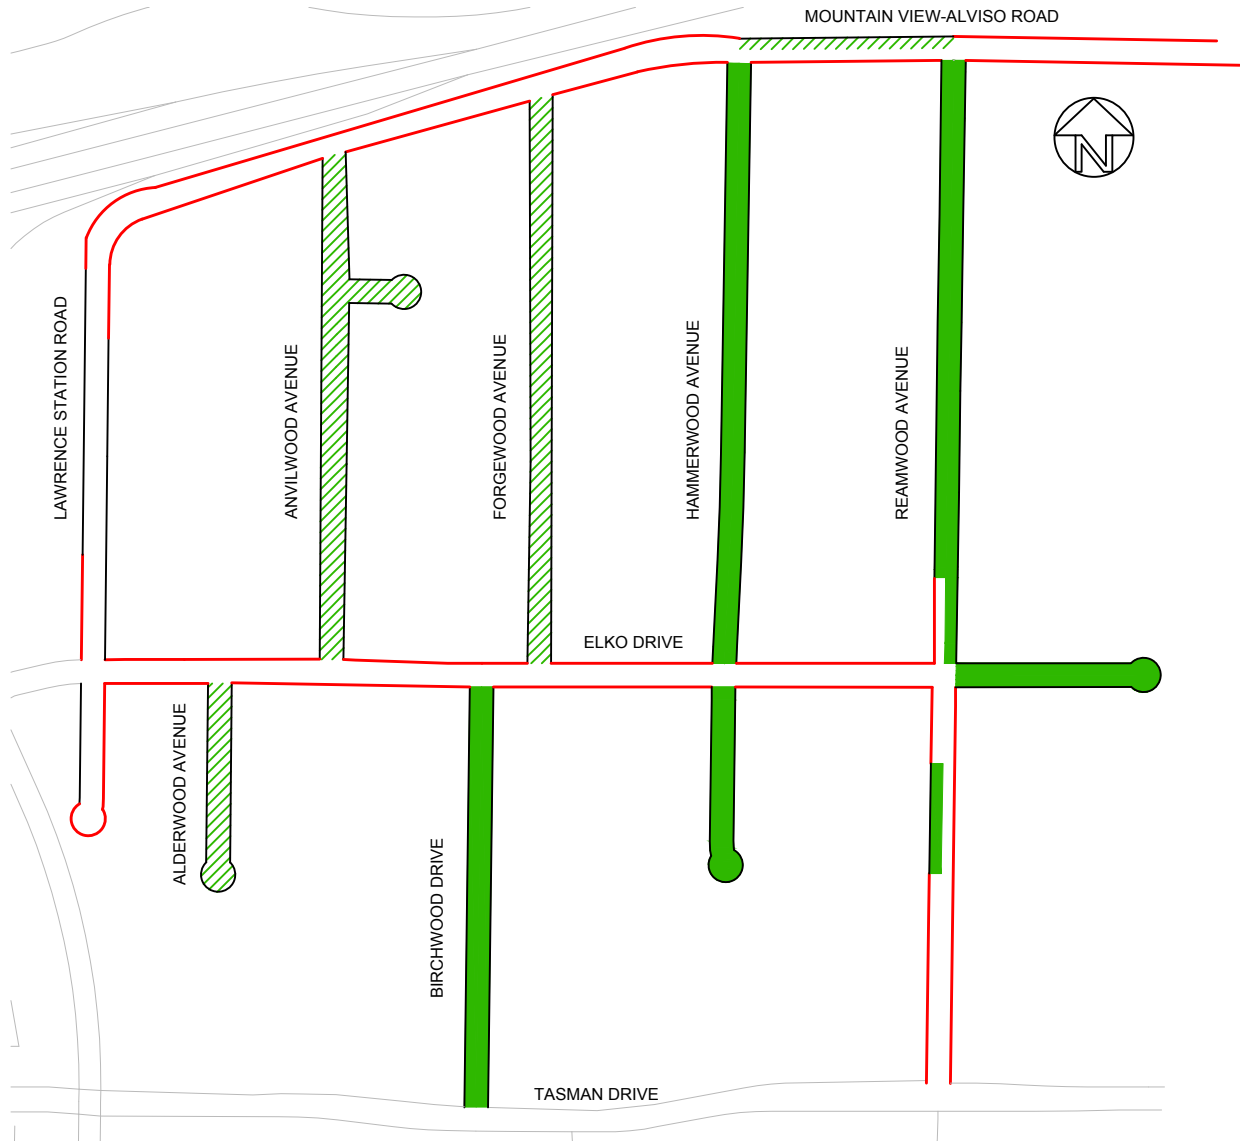 MOUNTAIN VIEW-ALVISO ROAD
N
LAWRENCE STATION ROAD
ANVILWOOD AVENUE
FORGEWOOD AVENUE
HAMMERWOOD AVENUE
REAMWOOD AVENUE
ELKO DRIVE
ALDERWOOD AVENUE
BIRCHWOOD DRIVE
TASMAN DRIVE